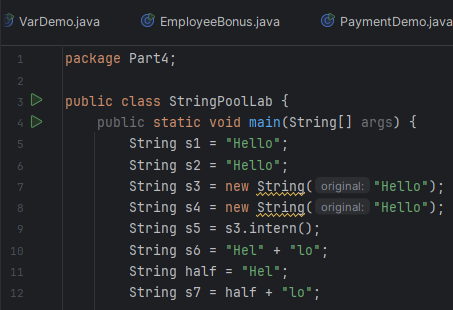 VarDemo.java EmployeeBonus.java PaymentDemo.java
1 package Part4;
2
3 public class StringPoolLab {
4 public static void main(String[] args) {
5 String s1 = "Hello";
6 String s2 = "Hello";
7 String s3 = new String( original: "Hello");
8 String s4 = new String( original: "Hello");
9 String s5 = s3.intern();
10 String s6 = "Hel" + "lo";
11 String half = "Hel";
12 String s7 = half + "lo";